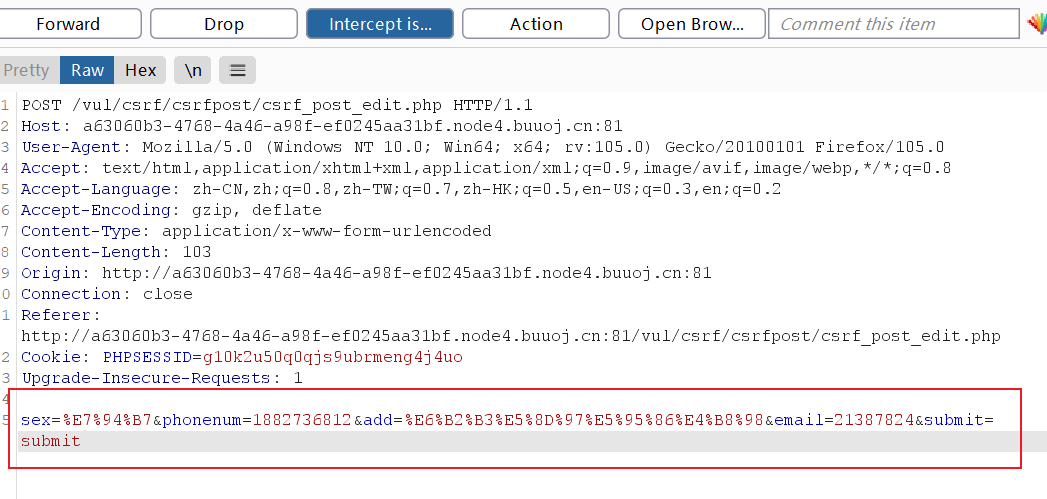 Forward Drop Intercept is... Action Open Brow... Comment this item
Pretty Raw Hex \n
1 POST /vul/csrf/csrfpost/csrf_post_edit.php HTTP/1.1
2 Host: a63060b3-4768-4a46-a98f-ef0245aa31bf.node4.buuoj.cn:81
3 User-Agent: Mozilla/5.0 (Windows NT 10.0; Win64; x64; rv:105.0) Gecko/20100101 Firefox/105.0
4 Accept: text/html,application/xhtml+xml,application/xml;q=0.9,image/avif,image/webp,*/*;q=0.8
5 Accept-Language: zh-CN,zh;q=0.8,zh-TW;q=0.7,zh-HK;q=0.5,en-US;q=0.3,en;q=0.2
6 Accept-Encoding: gzip, deflate
7 Content-Type: application/x-www-form-urlencoded
8 Content-Length: 103
9 Origin: http://a63060b3-4768-4a46-a98f-ef0245aa31bf.node4.buuoj.cn:81
0 Connection: close
1 Referer:
http://a63060b3-4768-4a46-a98f-ef0245aa31bf.node4.buuoj.cn:81/vul/csrf/csrfpost/csrf_post_edit.php
2 Cookie: PHPSESSID=g10k2u50q0qjs9ubrmeng4j4uo
3 Upgrade-Insecure-Requests: 1
4
5 sex=%E7%94%B7&phonenum=1882736812&add=%E6%B2%B3%E5%8D%97%E5%95%86%E4%B8%98&email=21387824&submit=
submit